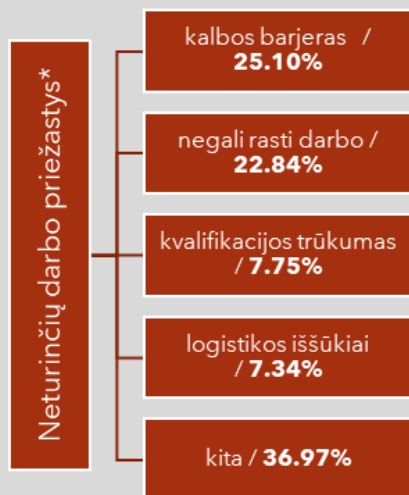 Neturinčių darbo priežastys*
kalbos barjeras /
25.10%
negali rasti darbo /
22.84%
kvalifikacijos trūkumas
/ 7.75%
logistikos iššūkiai
/ 7.34%
kita / 36.97%